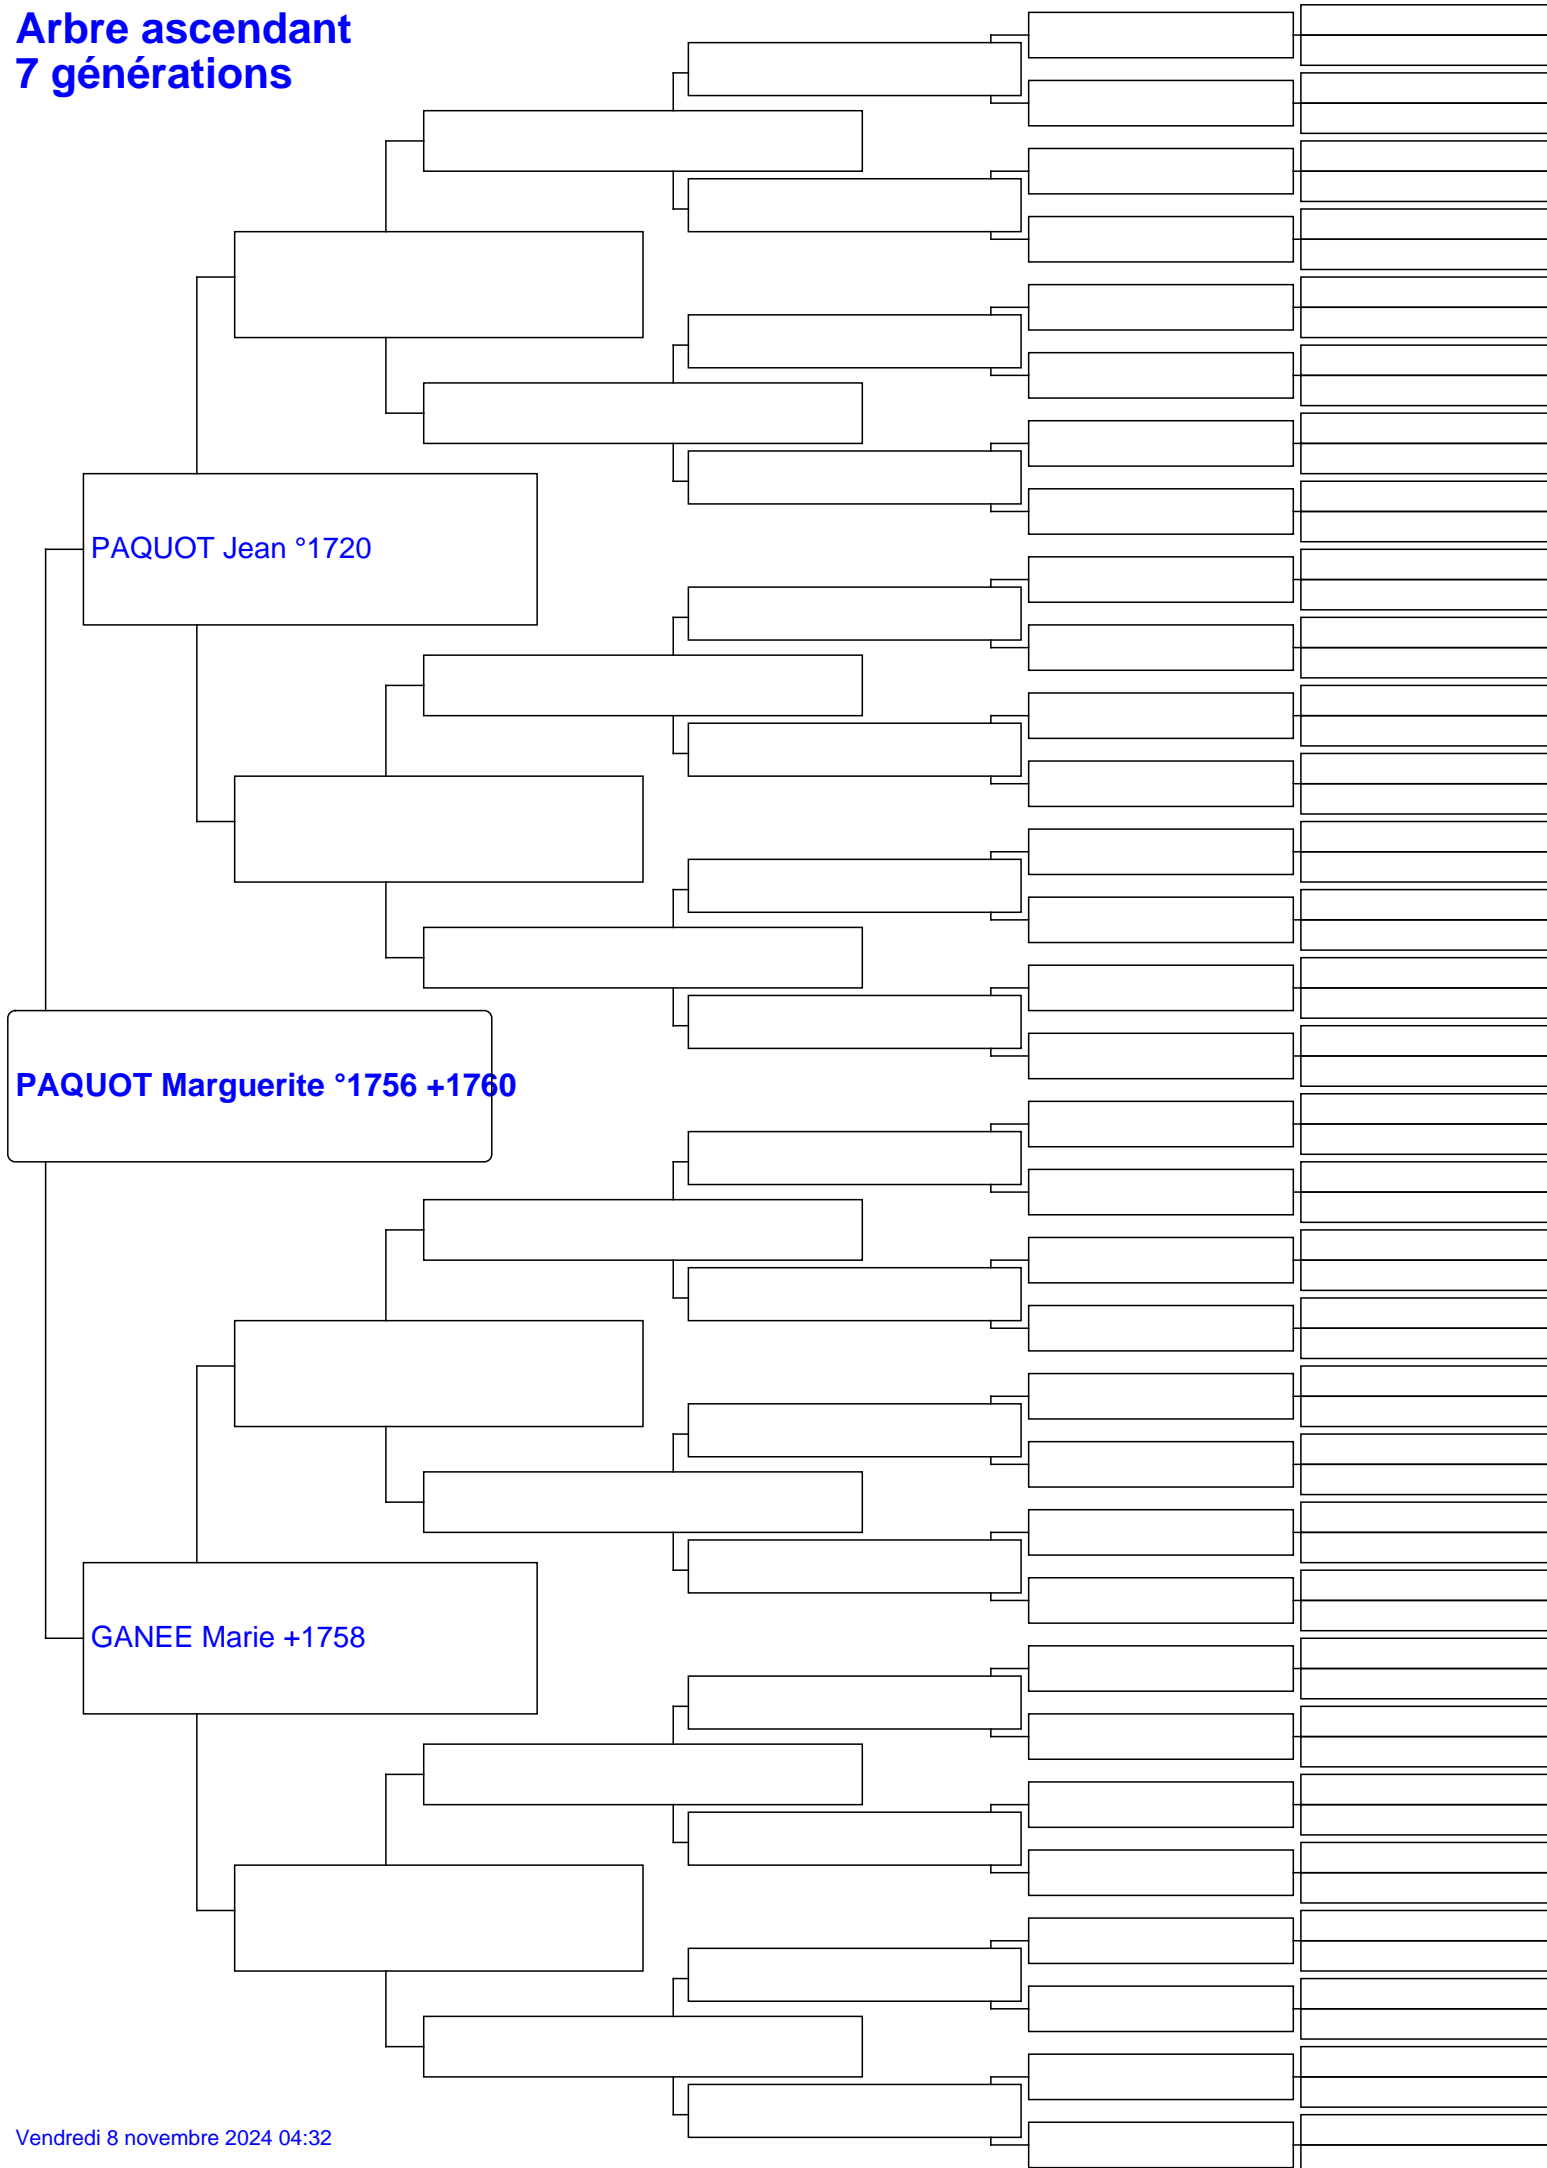 Arbre ascendant
7 générations
PAQUOT Jean °1720
PAQUOT Marguerite °1756 +1760
GANEE Marie +1758
Vendredi 8 novembre 2024 04:32